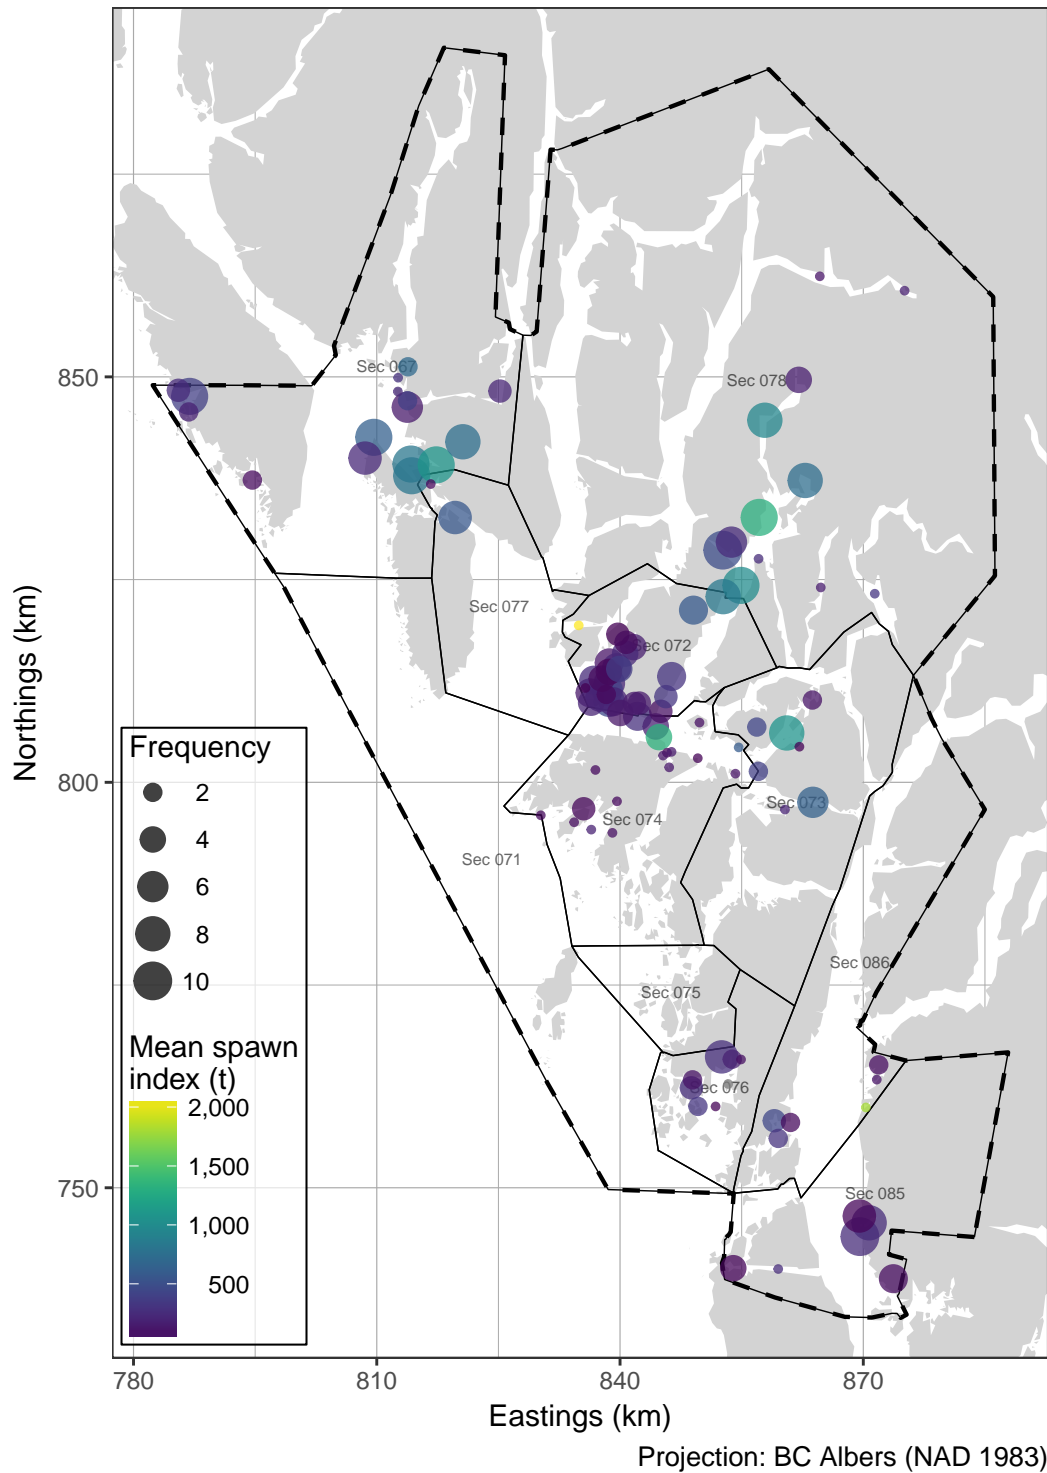 Sec 067
Sec 078
850
Sec 077
Sec 072
Northings (km)
800
Sec 073
Sec 074
Sec 071
Sec 086
Sec 075
Sec 076
750
Sec 085
Frequency
2
4
6
8
10
Mean spawn
index (t)
2,000
1,500
1,000
500
780
810
840
870
Eastings (km)
Projection: BC Albers (NAD 1983)